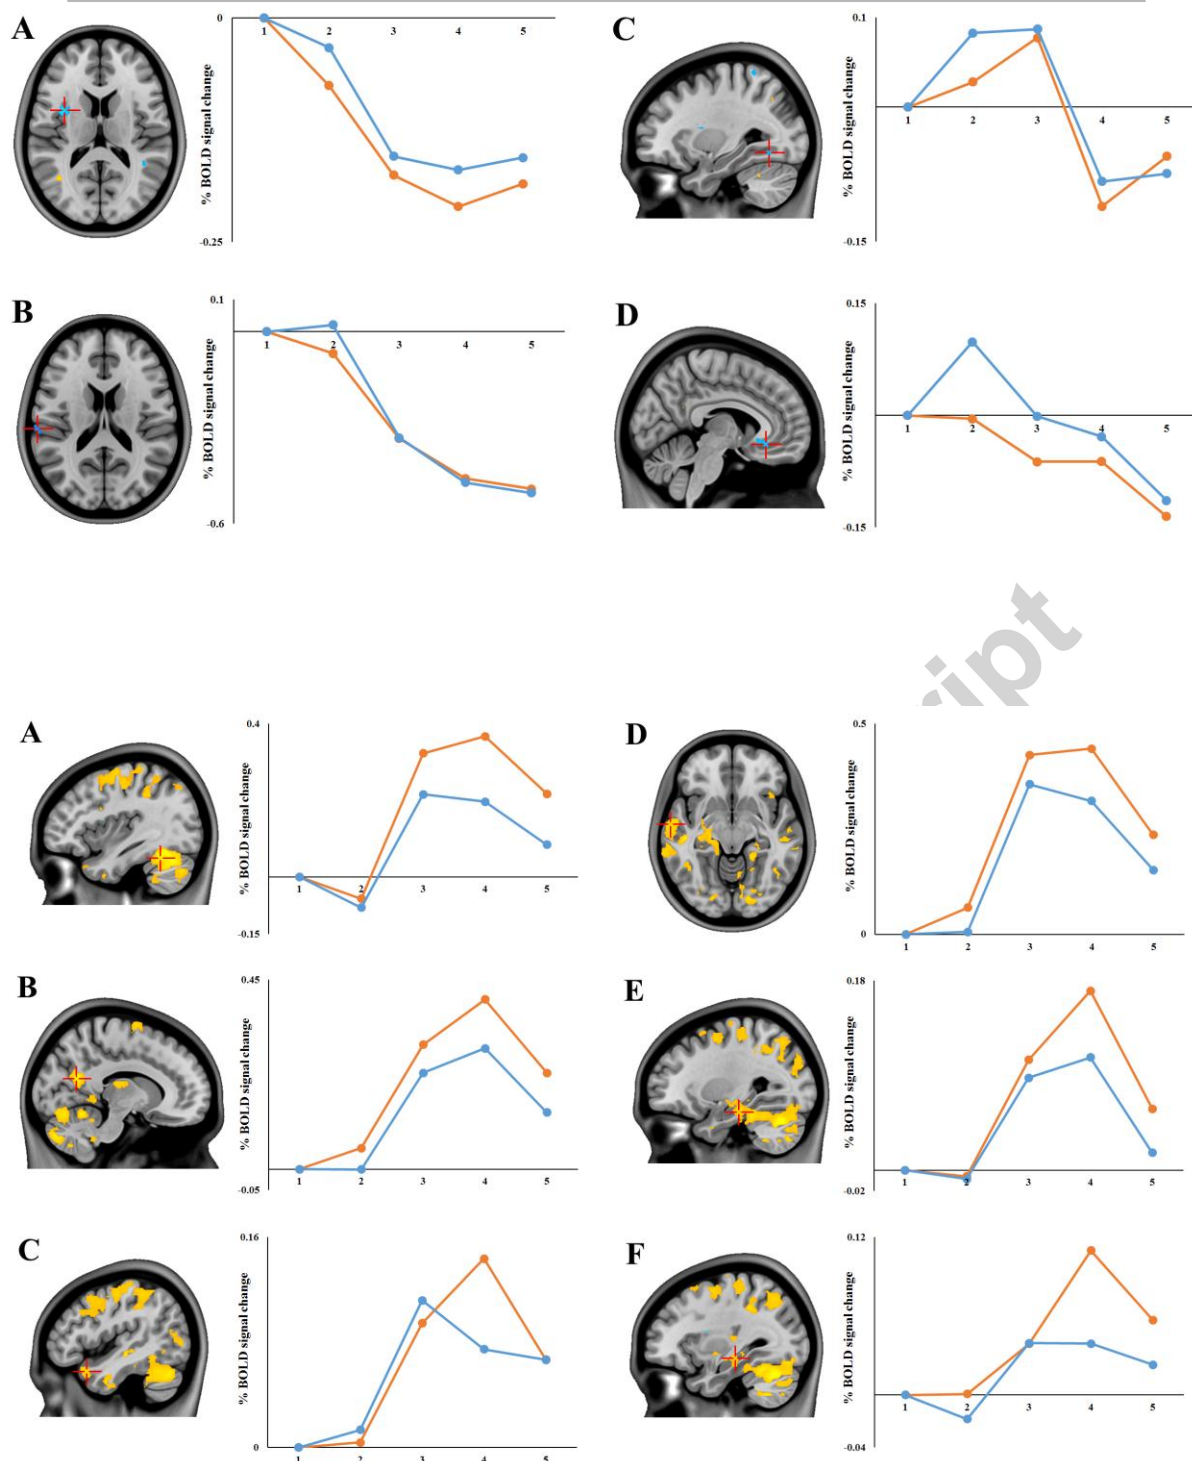 A
% BOLD signal change
0
1 2 3 4 5
-0.25
C
% BOLD signal change
0.1
1 2 3 4 5
-0.15
B
% BOLD signal change
0.1
1 2 3 4 5
-0.6
D
% BOLD signal change
0.15
1 2 3 4 5
-0.15
ript
A
% BOLD signal change
0.4
1 2 3 4 5
-0.15
D
% BOLD signal change
0.5
0
1 2 3 4 5
B
% BOLD signal change
0.45
1 2 3 4 5
-0.05
E
% BOLD signal change
0.18
1 2 3 4 5
-0.02
C
% BOLD signal change
0.16
0
1 2 3 4 5
F
% BOLD signal change
0.12
1 2 3 4 5
-0.04